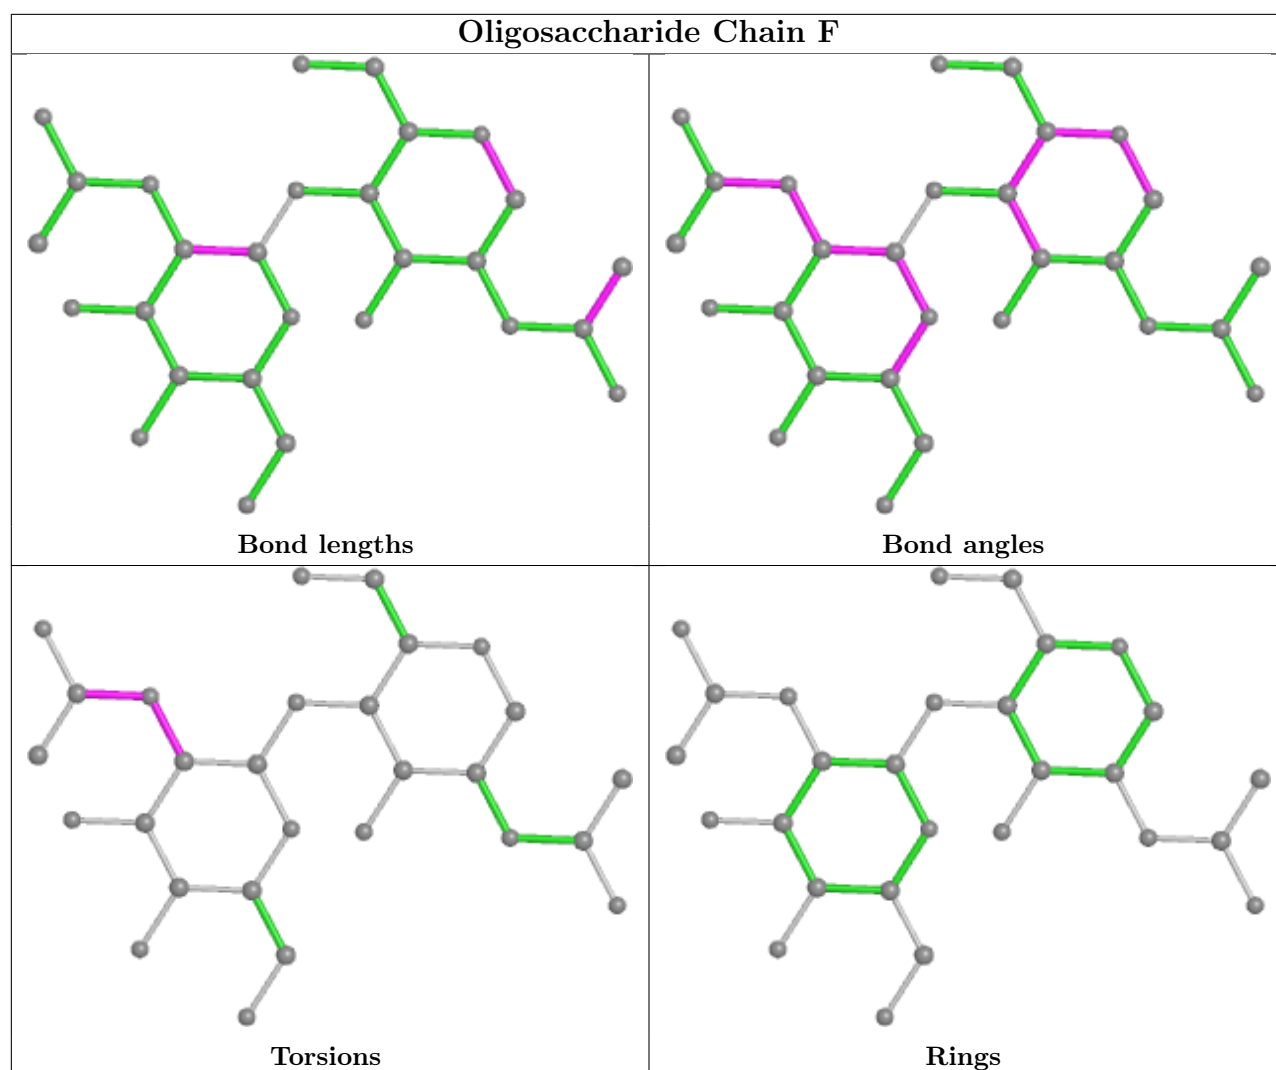 Oligosaccharide Chain F
Bond lengths
Bond angles
Torsions
Rings